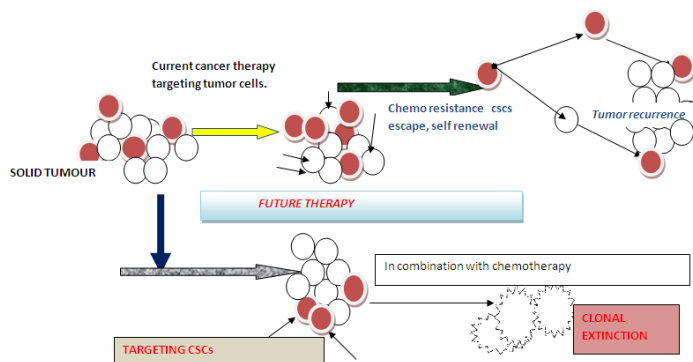 Current cancer therapy
targeting tumor cells.
Chemo resistance cscs
escape, self renewal
Tumor recurrence
SOLID TUMOUR
FUTURE THERAPY
In combination with chemotherapy
CLONAL
EXTINCTION
TARGETING CSCs